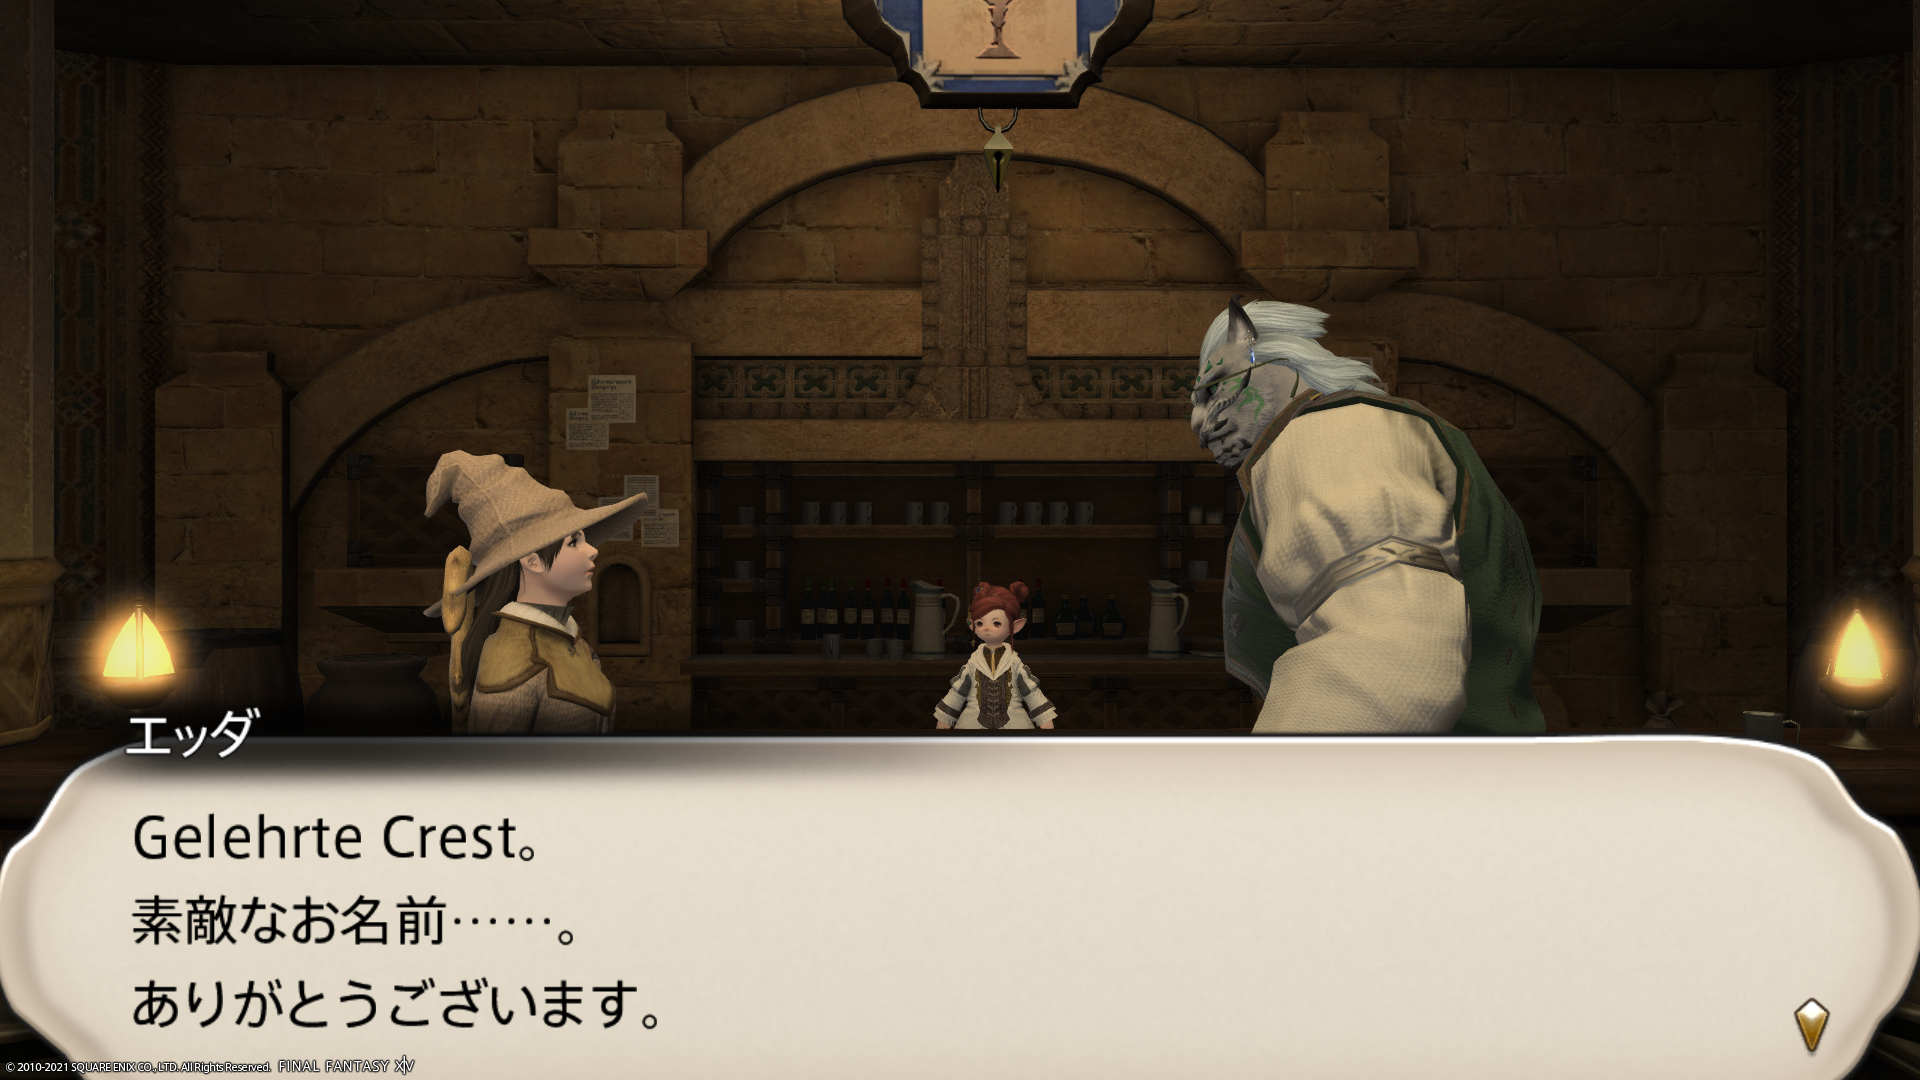 エッダ
Gelehrte Crest。
素敵なお名前……。
ありがとうございます。
© 2010-2021 SQUARE ENIX CO., LTD. All Rights Reserved. FINAL FANTASY XIV